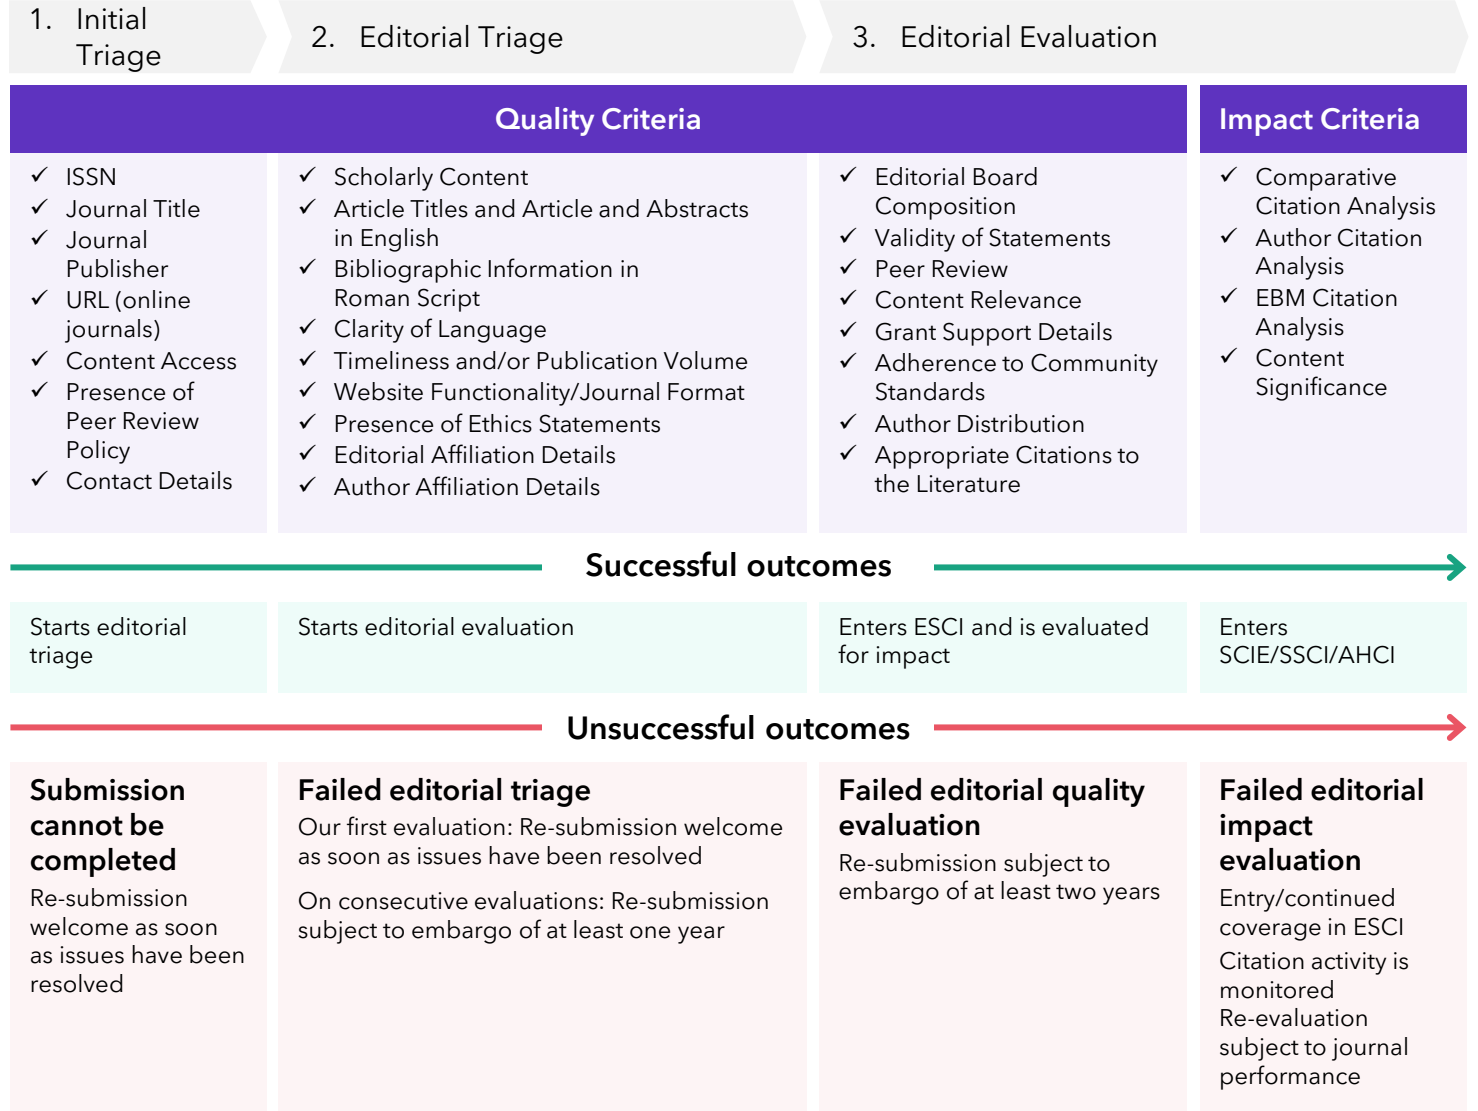 1. Initial
Triage
2. Editorial Triage
3. Editorial Evaluation
Quality Criteria
Impact Criteria
✓ ISSN
✓ Journal Title
✓ Journal
Publisher
✓ URL (online
journals)
✓ Content Access
✓ Presence of
Peer Review
Policy
✓ Contact Details
✓ Scholarly Content
✓ Article Titles and Article and Abstracts
in English
✓ Bibliographic Information in
Roman Script
✓ Clarity of Language
✓ Timeliness and/or Publication Volume
✓ Website Functionality/Journal Format
✓ Presence of Ethics Statements
✓ Editorial Affiliation Details
✓ Author Affiliation Details
✓ Editorial Board
Composition
✓ Validity of Statements
✓ Peer Review
✓ Content Relevance
✓ Grant Support Details
✓ Adherence to Community
Standards
✓ Author Distribution
✓ Appropriate Citations to
the Literature
✓ Comparative
Citation Analysis
✓ Author Citation
Analysis
✓ EBM Citation
Analysis
✓ Content
Significance
Successful outcomes
Starts editorial
triage
Starts editorial evaluation
Enters ESCI and is evaluated
for impact
Enters
SCIE/SSCI/AHCI
Unsuccessful outcomes
Submission
cannot be
completed
Re-submission
welcome as soon
as issues have been
resolved
Failed editorial triage
Our first evaluation: Re-submission welcome
as soon as issues have been resolved
On consecutive evaluations: Re-submission
subject to embargo of at least one year
Failed editorial quality
evaluation
Re-submission subject to
embargo of at least two years
Failed editorial
impact
evaluation
Entry/continued
coverage in ESCI
Citation activity is
monitored
Re-evaluation
subject to journal
performance